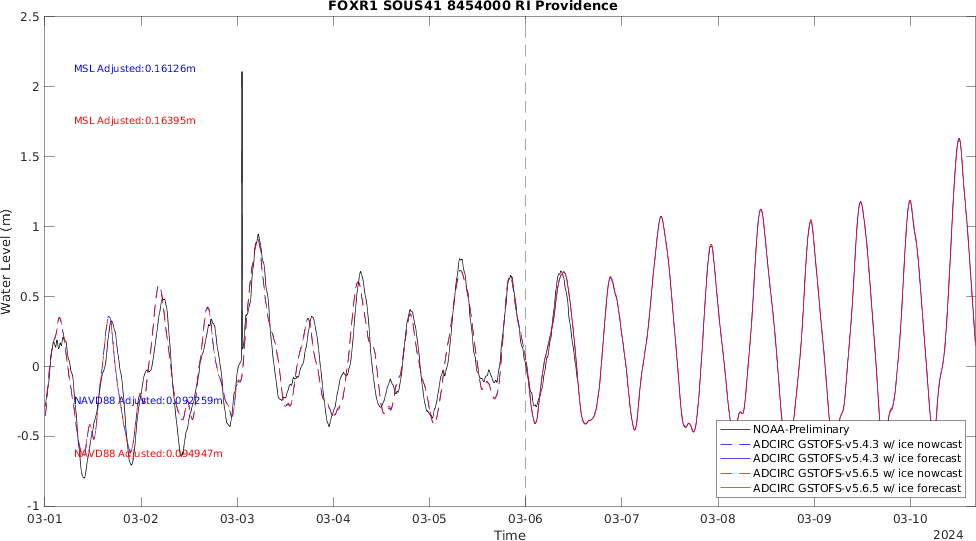 FOXR1 SOUS41 8454000 RI Providence
2.5
2
1.5
1
0.5
0
-0.5
-1
Water Level (m)
MSL Adjusted:0.16126m
MSL Adjusted:0.16395m
NAVD88 Adjusted:0.092259m
NAVD88 Adjusted:0.094947m
NOAA-Preliminary
ADCIRC GSTOFS-v5.4.3 w/ ice nowcast
ADCIRC GSTOFS-v5.4.3 w/ ice forecast
ADCIRC GSTOFS-v5.6.5 w/ ice nowcast
ADCIRC GSTOFS-v5.6.5 w/ ice forecast
03-01 03-02 03-03 03-04 03-05 03-06 03-07 03-08 03-09 03-10
Time
2024